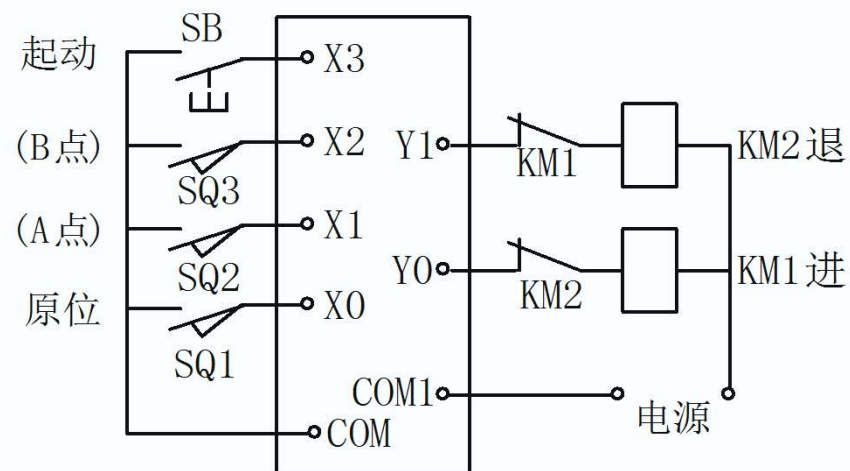 SB
起动
X3
(B点)
X2
Y1
KM1
KM2退
SQ3
(A点)
X1
SQ2
Y0
KM2
KM1进
原位
X0
SQ1
COM1
电源
COM